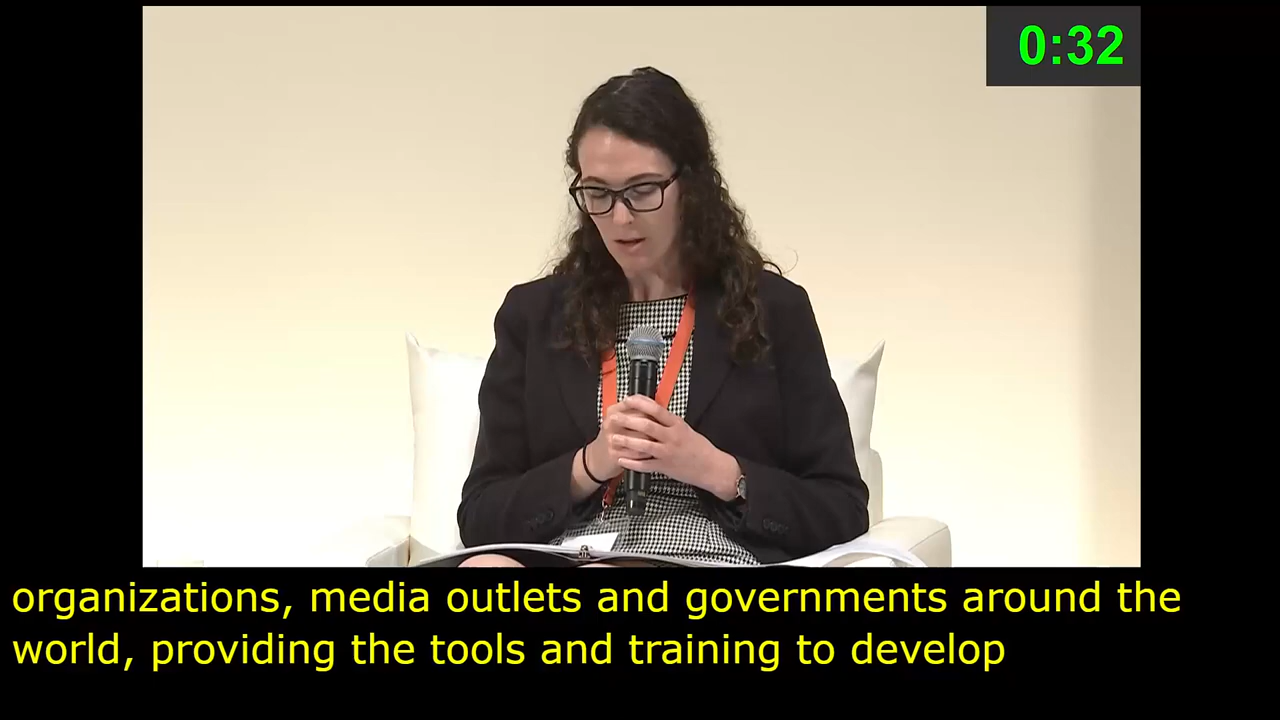 0:32
organizations, media outlets and governments around the
world, providing the tools and training to develop